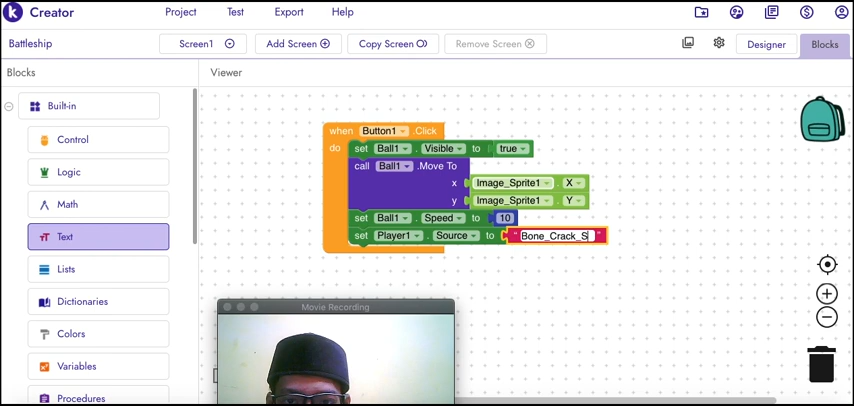 K Creator Project Test Export Help
Battleship Screen1 Add Screen Copy Screen Remove Screen Designer Blocks
Blocks Viewer
Built-in
Control
Logic
Math
Text
Lists
Dictionaries
Colors
Variables
Procedures
when Button1 .Click
do set Ball1 . Visible to true
call Ball1 .Move To
x Image_Sprite1 . X
y Image_Sprite1 . Y
set Ball1 . Speed to 10
set Player1 . Source to " Bone_Crack_S "
Movie Recording